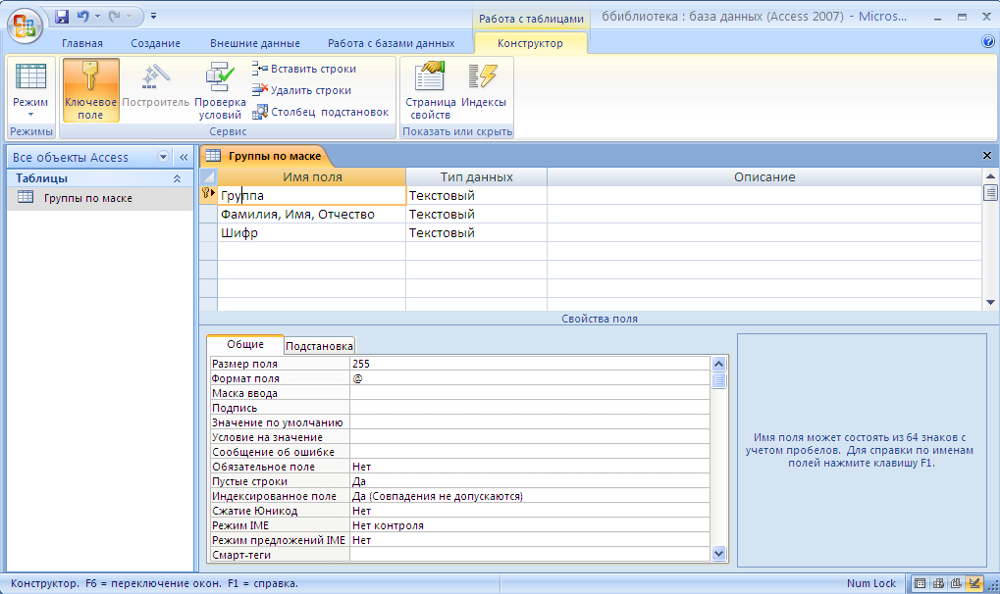 Работа с таблицами
ббиблиотека : база данных (Access 2007) - Micros...
Главная Создание Внешние данные Работа с базами данных Конструктор
Режим
Режимы
Ключевое поле
Построитель
Проверка условий
Вставить строки
Удалить строки
Столбец подстановок
Сервис
Страница свойств
Индексы
Показать или скрыть
Все объекты Access
Таблицы
Группы по маске
Группы по маске
Имя поля Тип данных Описание
Группа Текстовый
Фамилия, Имя, Отчество Текстовый
Шифр Текстовый
Свойства поля
Общие Подстановка
Размер поля 255
Формат поля @
Маска ввода
Подпись
Значение по умолчанию
Условие на значение
Сообщение об ошибке
Обязательное поле Нет
Пустые строки Да
Индексированное поле Да (Совпадения не допускаются)
Сжатие Юникод Нет
Режим IME Нет контроля
Режим предложений IME Нет
Смарт-теги
Имя поля может состоять из 64 знаков с
учетом пробелов. Для справки по именам
полей нажмите клавишу F1.
Конструктор. F6 = переключение окон. F1 = справка.
Num Lock